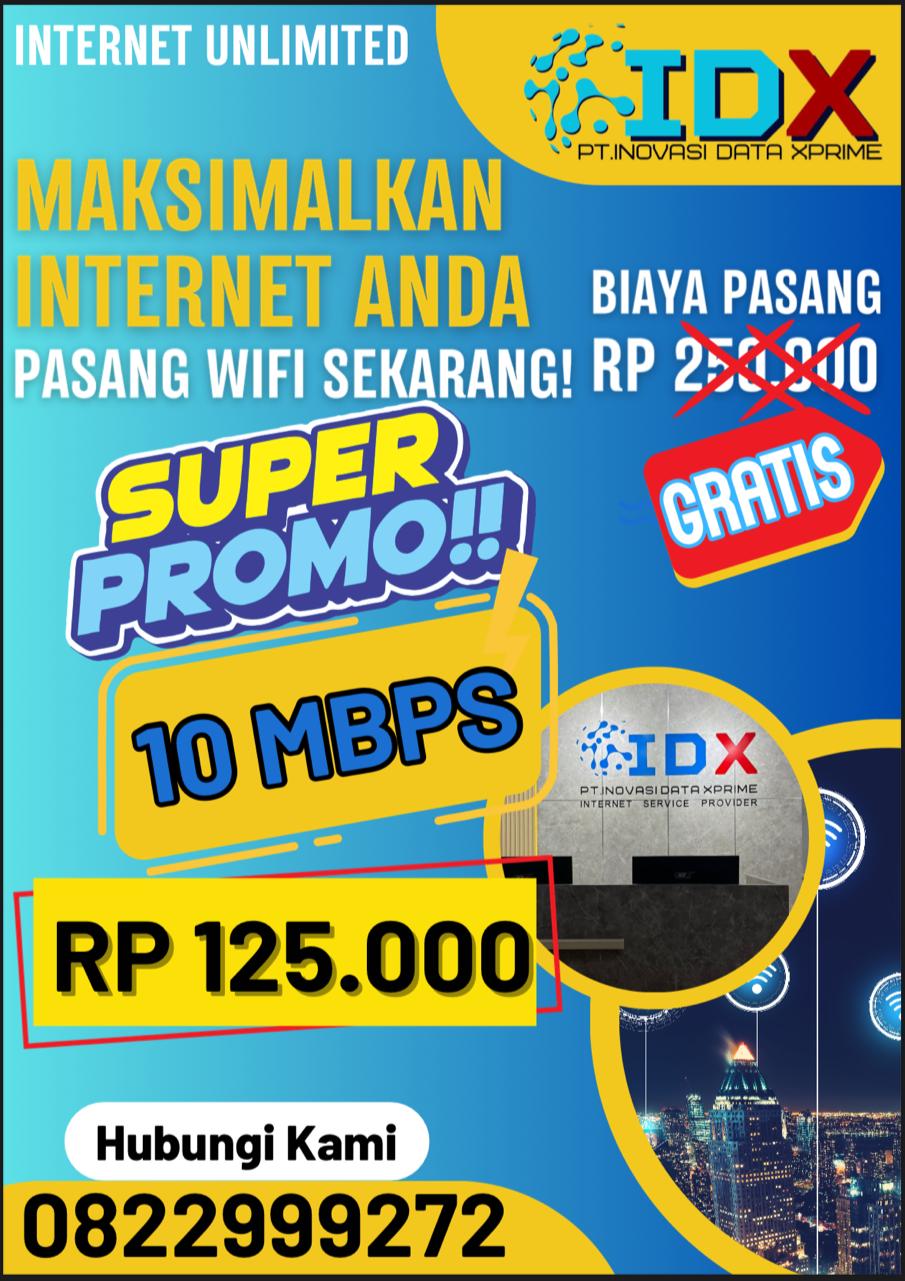 INTERNET UNLIMITED
IDX
PT.INOVASI DATA XPRIME
MAKSIMALKAN
INTERNET ANDA
PASANG WIFI SEKARANG!
BIAYA PASANG
RP 250.000
GRATIS
SUPER
PROMO!!
10 MBPS
IDX
PT.INOVASI DATA XPRIME
INTERNET SERVICE PROVIDER
RP 125.000
Hubungi Kami
0822999272